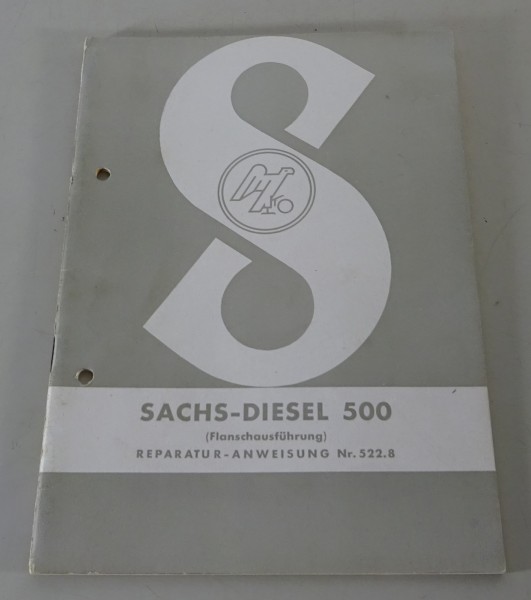 S
SACHS-DIESEL 500
(Flanschausführung)
REPARATUR-ANWEISUNG Nr. 522.8